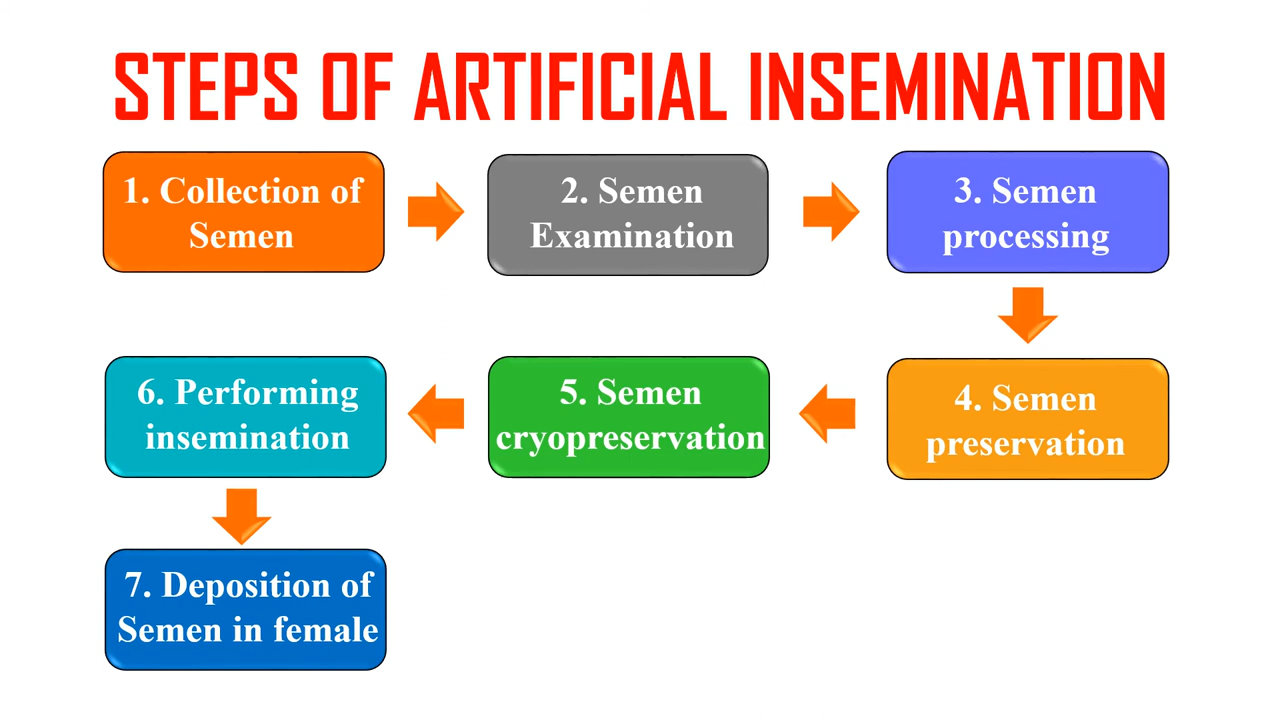 STEPS OF ARTIFICIAL INSEMINATION
1. Collection of
Semen
2. Semen
Examination
3. Semen
processing
4. Semen
preservation
5. Semen
cryopreservation
6. Performing
insemination
7. Deposition of
Semen in female